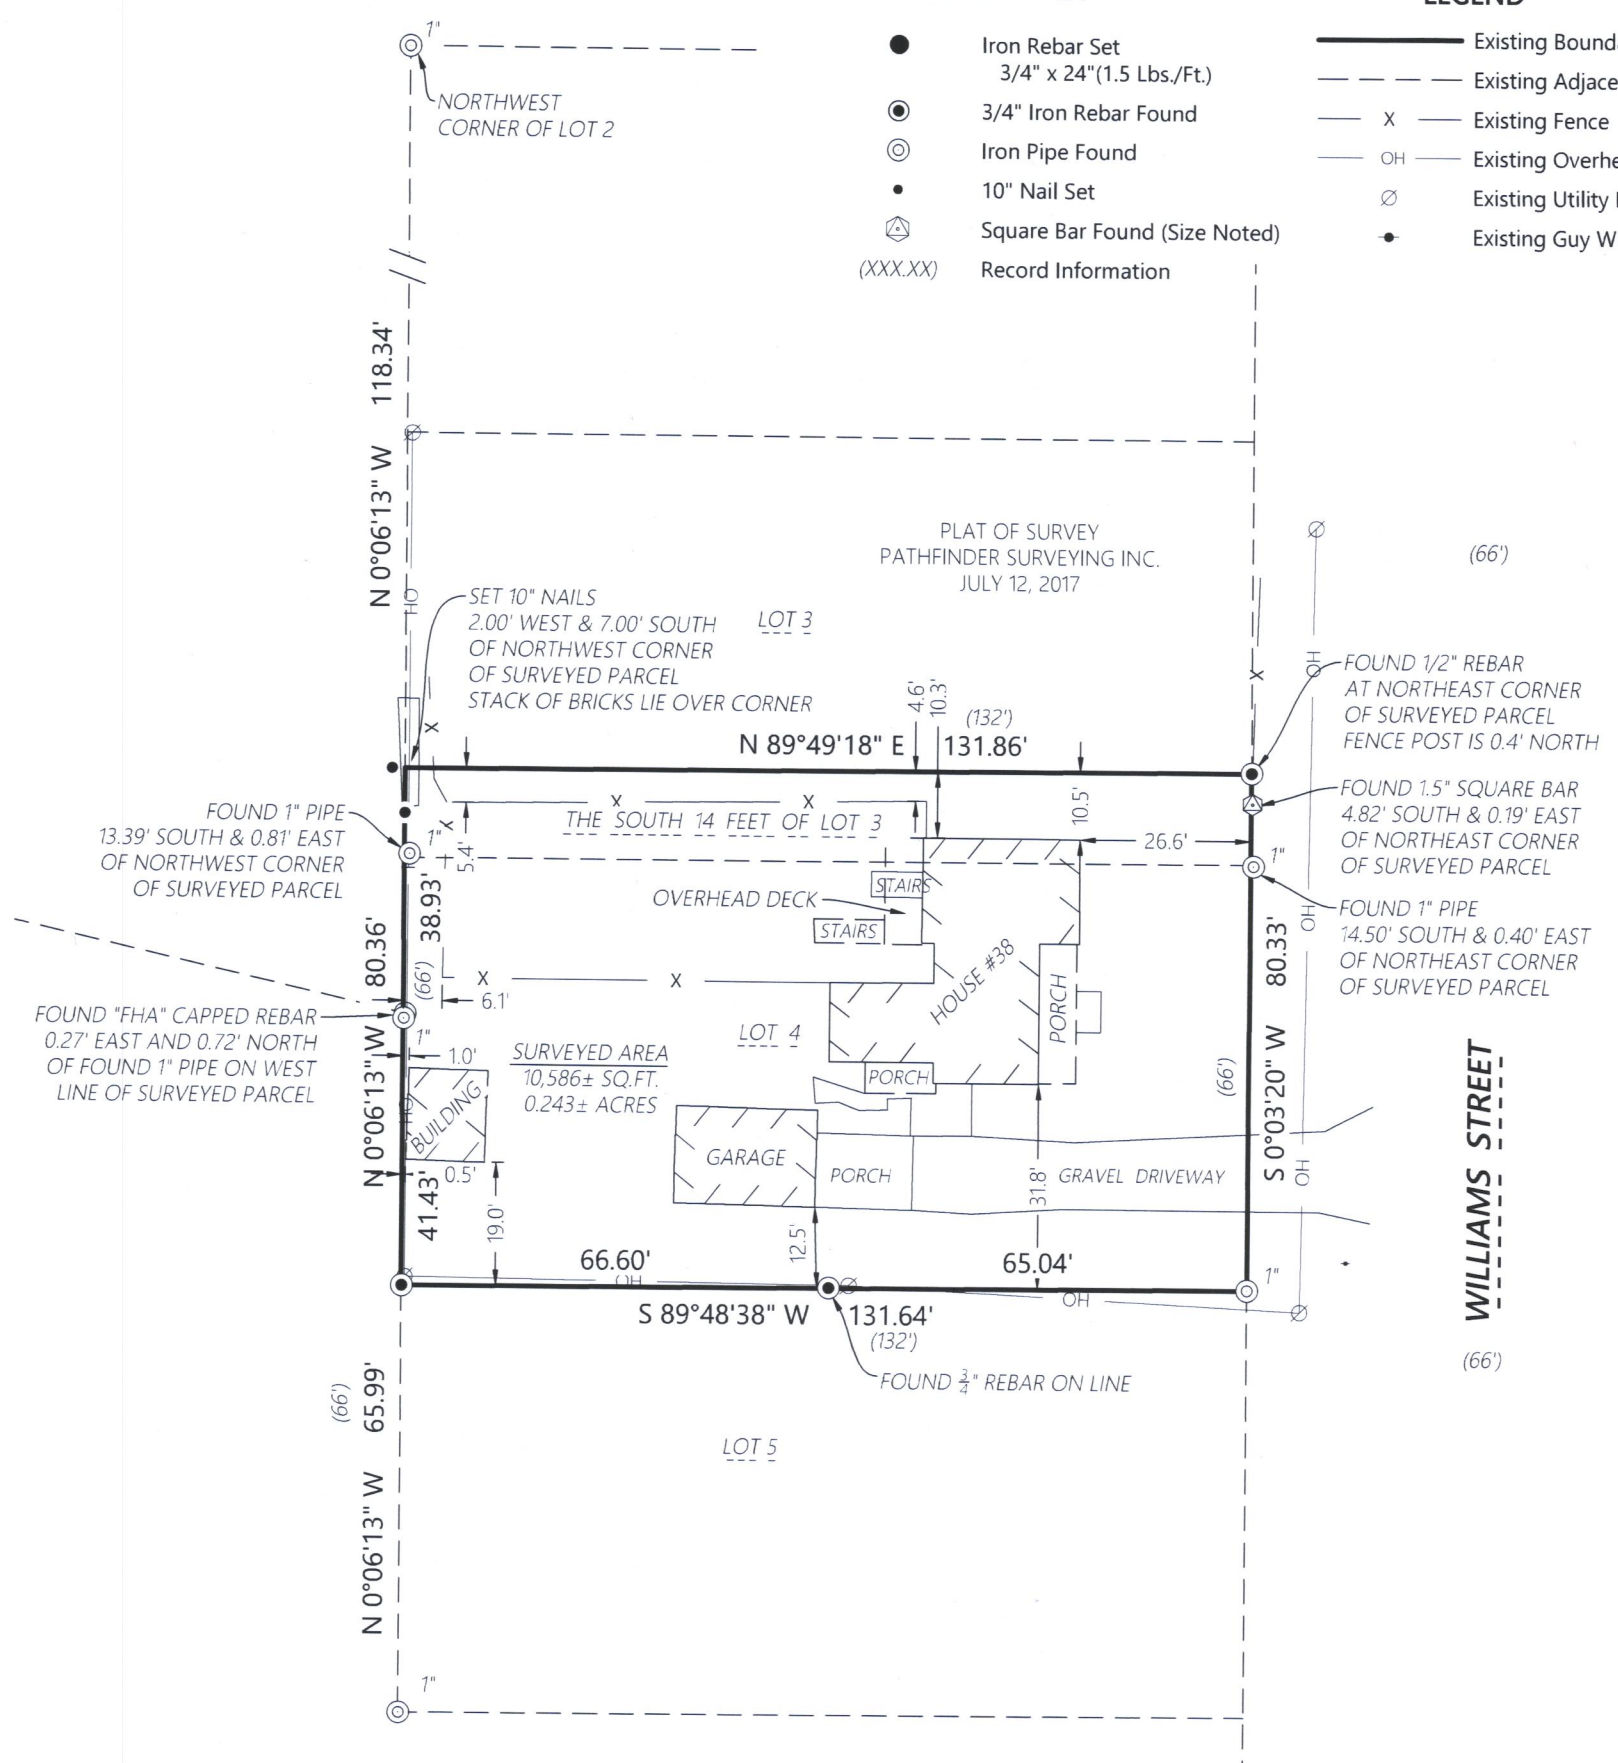 LEGEND
Iron Rebar Set
3/4" x 24"(1.5 Lbs./Ft.)
3/4" Iron Rebar Found
Iron Pipe Found
10" Nail Set
Square Bar Found (Size Noted)
(XXX.XX) Record Information
Existing Bound
Existing Adjace
X Existing Fence
OH Existing Overhe
Existing Utility
Existing Guy W
1"
NORTHWEST
CORNER OF LOT 2
N 0°06'13" W 118.34'
OH
PLAT OF SURVEY
PATHFINDER SURVEYING INC.
JULY 12, 2017
(66')
SET 10" NAILS
2.00' WEST & 7.00' SOUTH
OF NORTHWEST CORNER
OF SURVEYED PARCEL
STACK OF BRICKS LIE OVER CORNER
LOT 3
X
X
OH
FOUND 1/2" REBAR
AT NORTHEAST CORNER
OF SURVEYED PARCEL
FENCE POST IS 0.4' NORTH
4.6'
10.3'
(132')
N 89°49'18" E 131.86'
10.5'
X X
X
THE SOUTH 14 FEET OF LOT 3
5.4'
26.6'
FOUND 1" PIPE
13.39' SOUTH & 0.81' EAST
OF NORTHWEST CORNER
OF SURVEYED PARCEL
1"
FOUND 1.5" SQUARE BAR
4.82' SOUTH & 0.19' EAST
OF NORTHEAST CORNER
OF SURVEYED PARCEL
1"
FOUND 1" PIPE
14.50' SOUTH & 0.40' EAST
OF NORTHEAST CORNER
OF SURVEYED PARCEL
OH
OVERHEAD DECK
STAIRS
STAIRS
38.93'
(66')
N 0°06'13" W 80.36'
X X
6.1'
HOUSE #38
PORCH
PORCH
FOUND "FHA" CAPPED REBAR
0.27' EAST AND 0.72' NORTH
OF FOUND 1" PIPE ON WEST
LINE OF SURVEYED PARCEL
1"
1.0'
LOT 4
SURVEYED AREA
10,586± SQ.FT.
0.243± ACRES
BUILDING
OH
0.5'
41.43'
19.0'
GARAGE
PORCH
GRAVEL DRIVEWAY
31.8'
12.5'
(66')
S 0°03'20" W 80.33'
OH
WILLIAMS STREET
(66')
66.60'
OH
65.04'
OH
1"
S 89°48'38" W 131.64'
(132')
FOUND 3/4" REBAR ON LINE
(66')
N 0°06'13" W 65.99'
LOT 5
1"